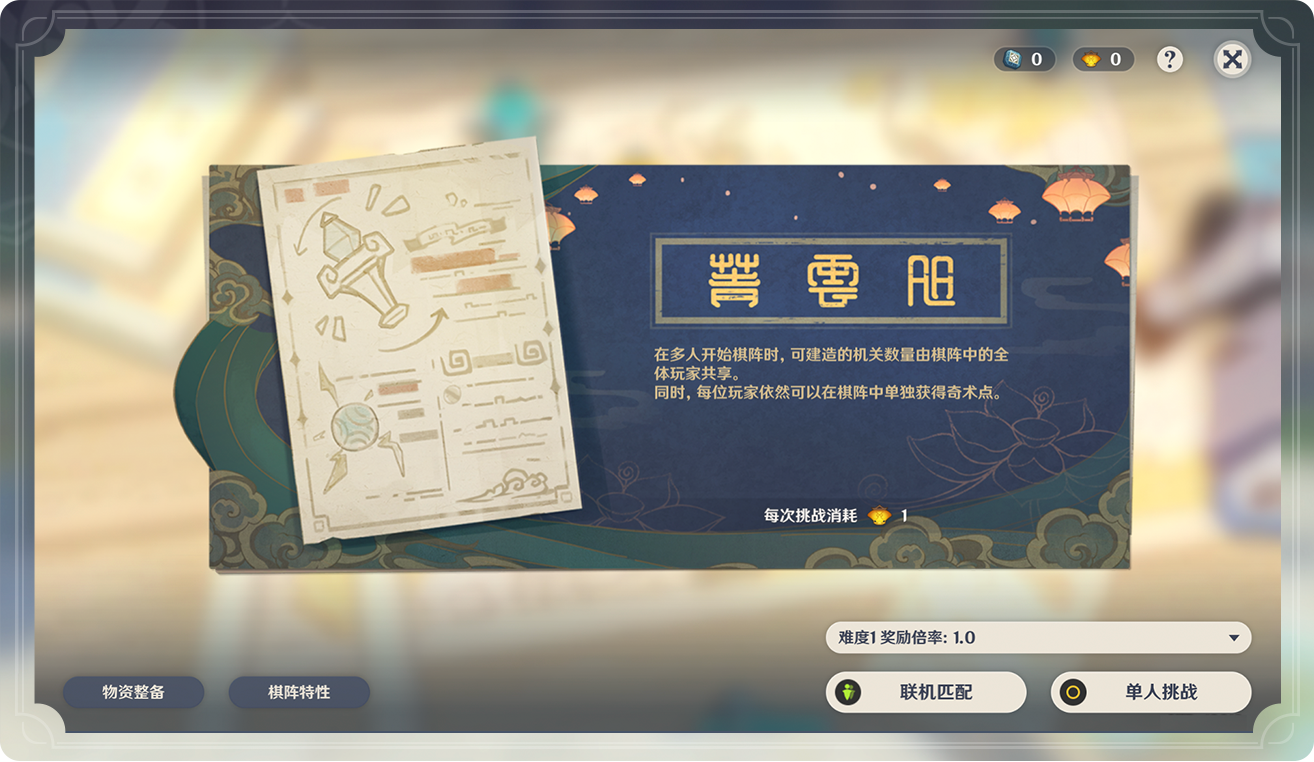 0
0
?
菁雲
在多人开始棋阵时，可建造的机关数量由棋阵中的全
体玩家共享。
同时，每位玩家依然可以在棋阵中单独获得奇术点。
每次挑战消耗 1
难度1 奖励倍率: 1.0
物资整备
棋阵特性
联机匹配
单人挑战